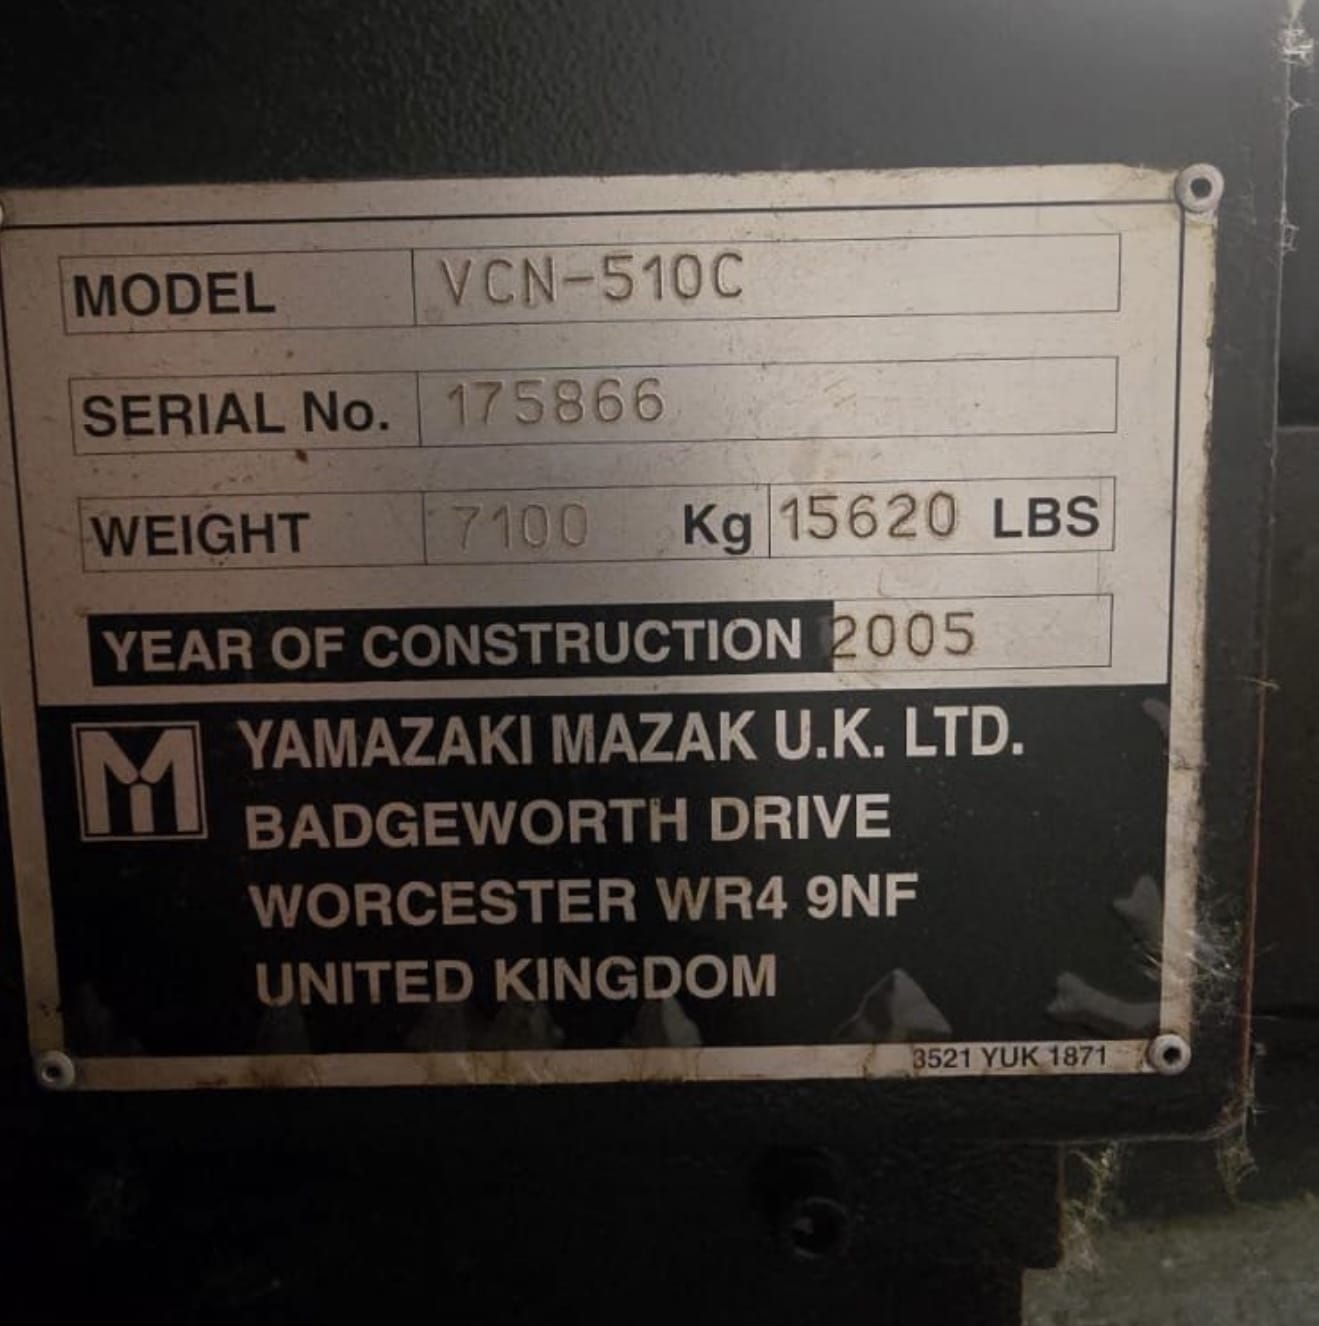 MODEL VCN-510C
SERIAL No. 175866
WEIGHT 7100 Kg 15620 LBS
YEAR OF CONSTRUCTION 2005
YAMAZAKI MAZAK U.K. LTD.
BADGEWORTH DRIVE
WORCESTER WR4 9NF
UNITED KINGDOM
3521 YUK 1871